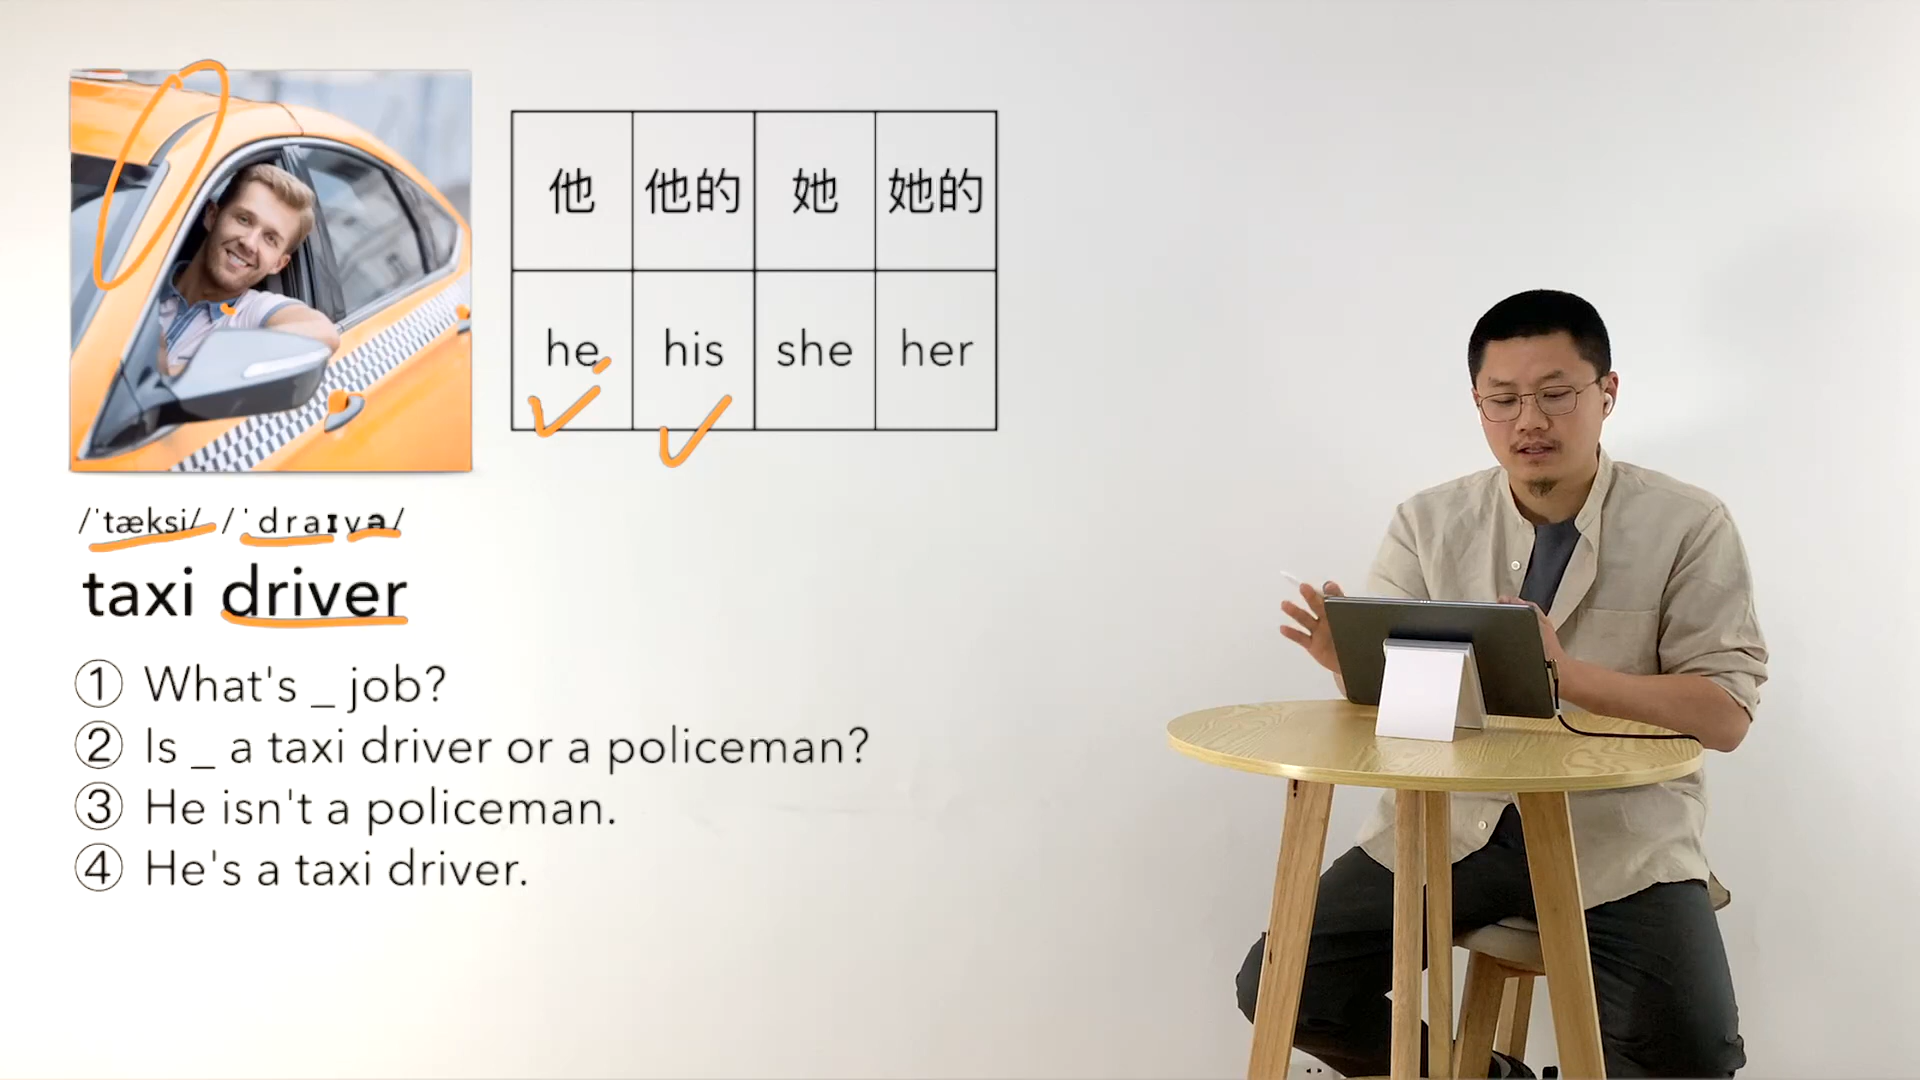 他 他的 她 她的
he his she her
/ˈtæksi/ /ˈdraɪvə/
taxi driver
① What's _ job?
② Is _ a taxi driver or a policeman?
③ He isn't a policeman.
④ He's a taxi driver.